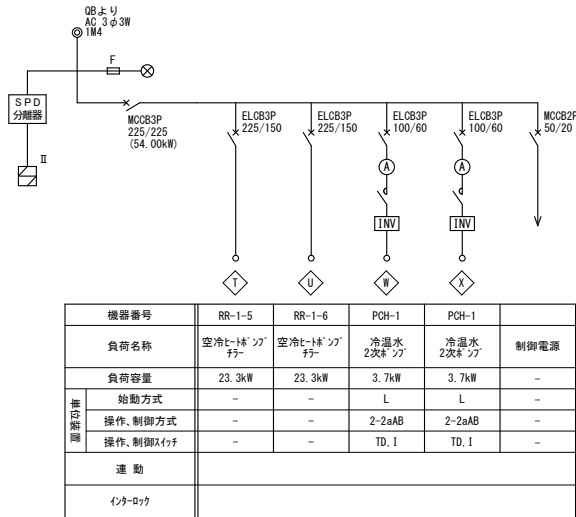 QBより
AC 3φ3W
1M4
F
SPD
分離器
Ⅱ
MCCB3P
225/225
(54.00kW)
ELCB3P
225/150
ELCB3P
225/150
ELCB3P
100/60
ELCB3P
100/60
MCCB2P
50/20
A
A
INV
INV
T
U
W
X
機器番号 RR-1-5 RR-1-6 PCH-1 PCH-1
負荷名称 空冷ヒートポンプ チラー 空冷ヒートポンプ チラー 冷温水 2次ポンプ 冷温水 2次ポンプ 制御電源
負荷容量 23.3kW 23.3kW 3.7kW 3.7kW -
単位装置
始動方式 - - L L -
操作、制御方式 - - 2-2aAB 2-2aAB -
操作、制御スイッチ - - TD, I TD, I -
連動
インターロック